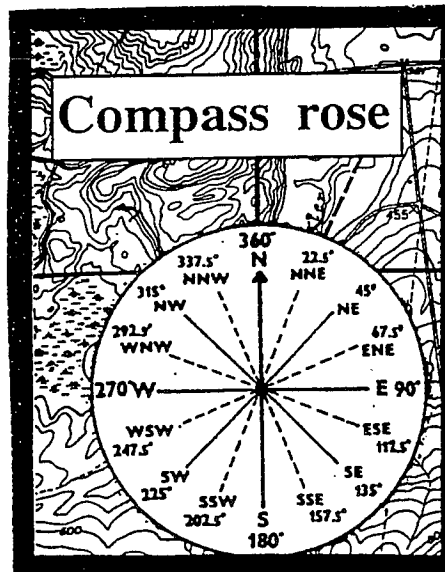 Compass rose
455
360°
N
337.5°
NNW
22.5°
NNE
315°
NW
45°
NE
292.5°
WNW
67.5°
ENE
270° W
E 90°
WSW
247.5°
ESE
112.5°
SW
225°
SE
135°
SSW
202.5°
SSE
157.5°
S
180°
600